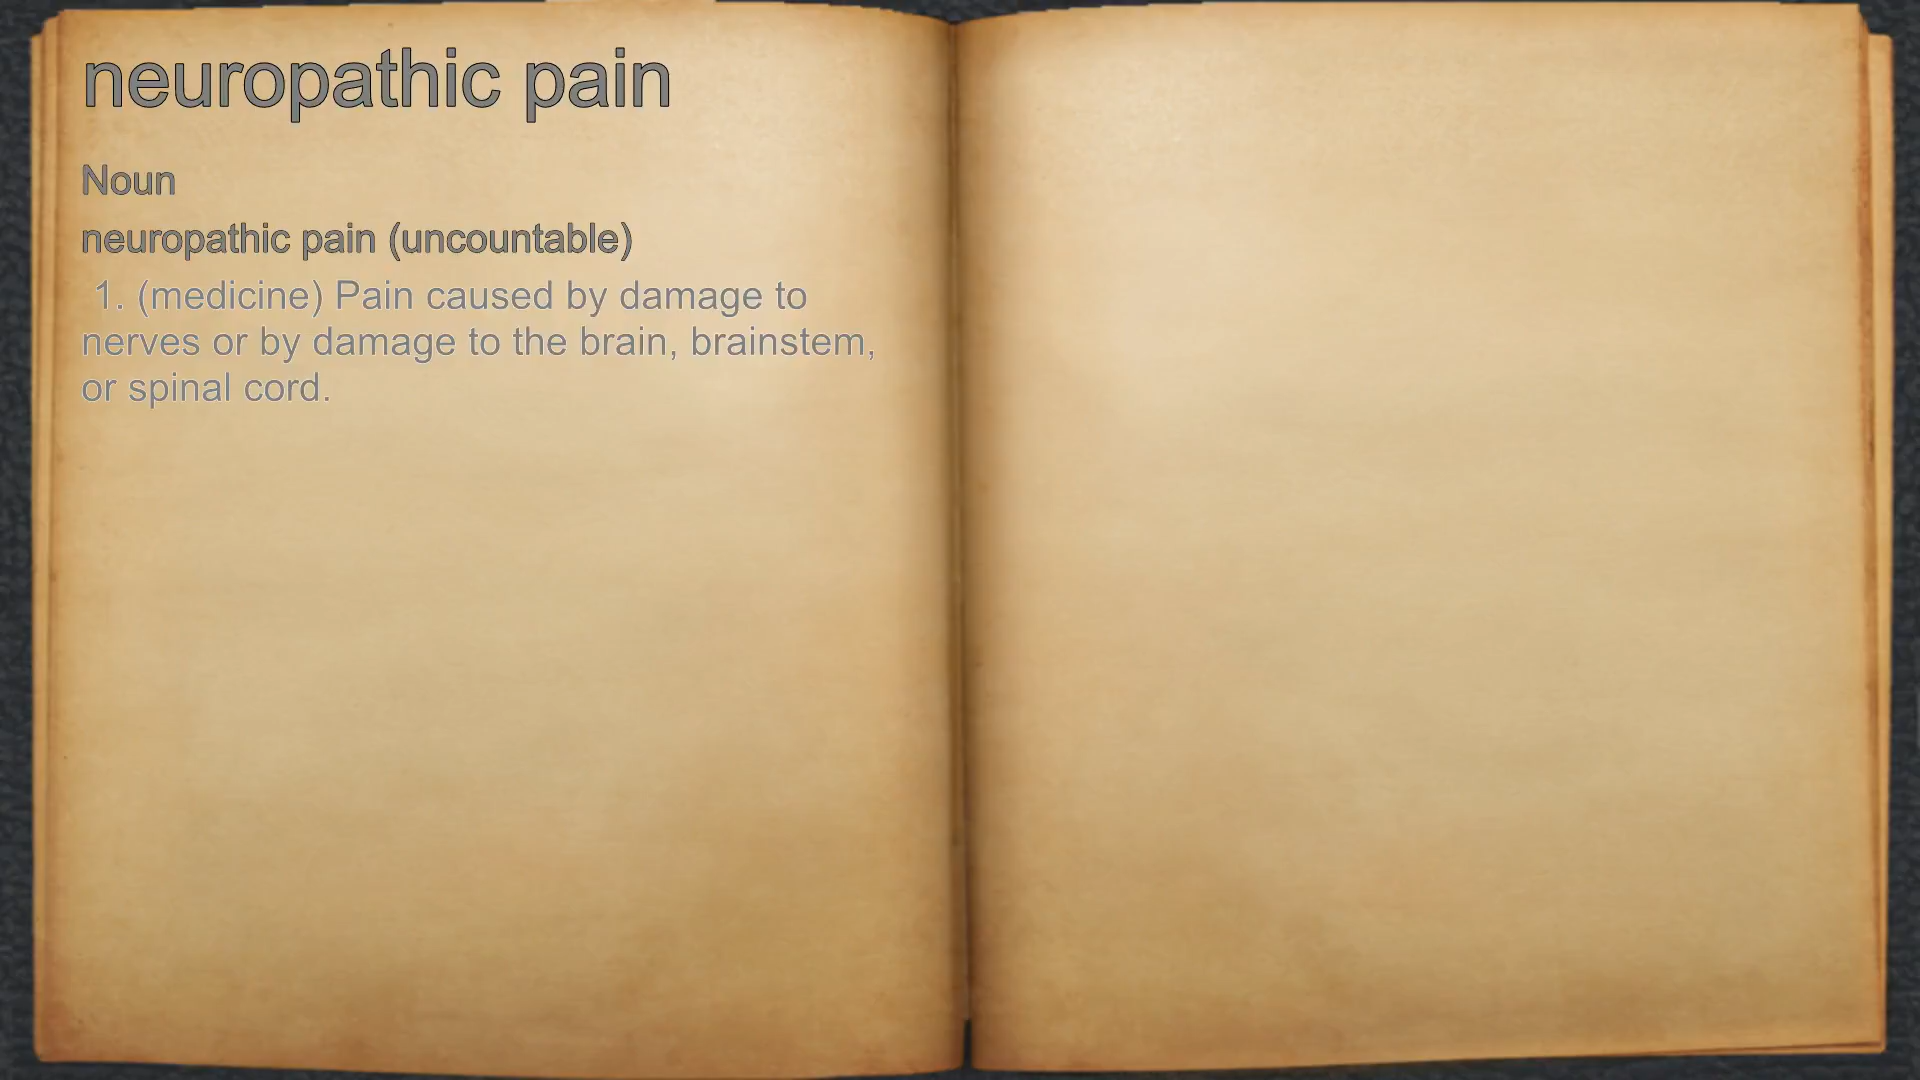 neuropathic pain
Noun
neuropathic pain (uncountable)
1. (medicine) Pain caused by damage to
nerves or by damage to the brain, brainstem,
or spinal cord.